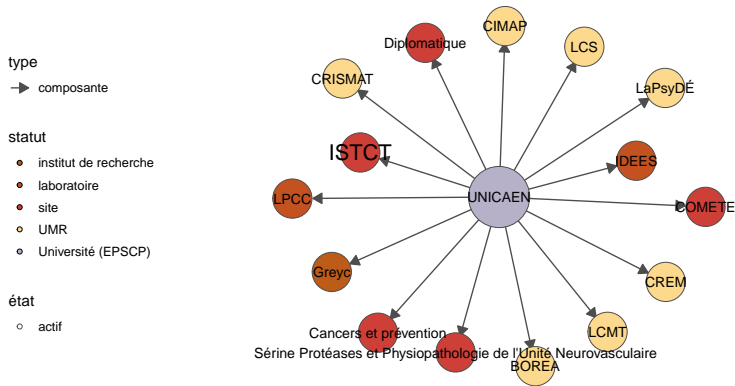 type
composante
statut
institut de recherche
laboratoire
site
UMR
Université (EPSCP)
état
actif
CIMAP
Diplomatique
LCS
CRISMAT
LaPsyDÉ
ISTCT
IDEES
LPCC
UNICAEN
COMETE
Greyc
CREM
Cancers et prévention
LCMT
Sérine Protéases et Physiopathologie de l'Unité Neurovasculaire
BOREA